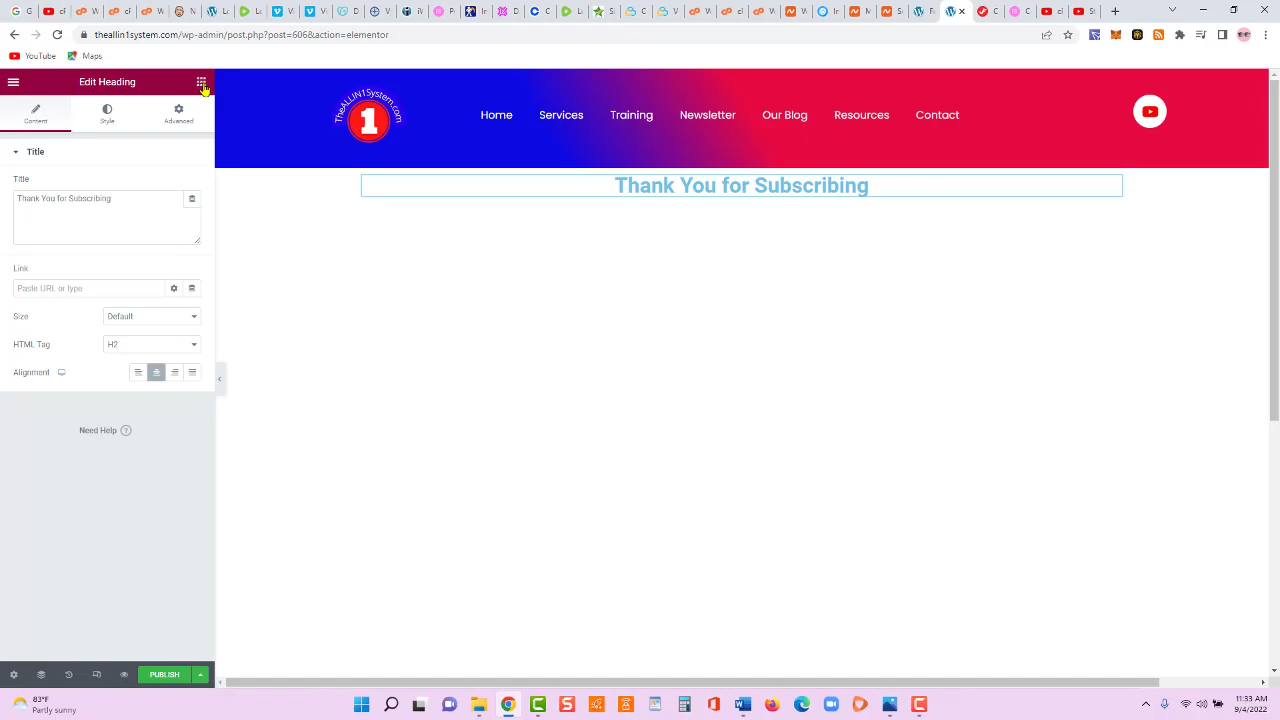 theallin1system.com/wp-admin/post.php?post=606&action=elementor
YouTube
Maps
Edit Heading
Content
Style
Advanced
Title
Title
Thank You for Subscribing
Link
Paste URL or type
Size
Default
HTML Tag
H2
Alignment
Need Help ?
PUBLISH
TheALLIN1System.com
1
Home
Services
Training
Newsletter
Our Blog
Resources
Contact
Thank You for Subscribing
83°F
Partly sunny
11:33 AM
9/4/2022